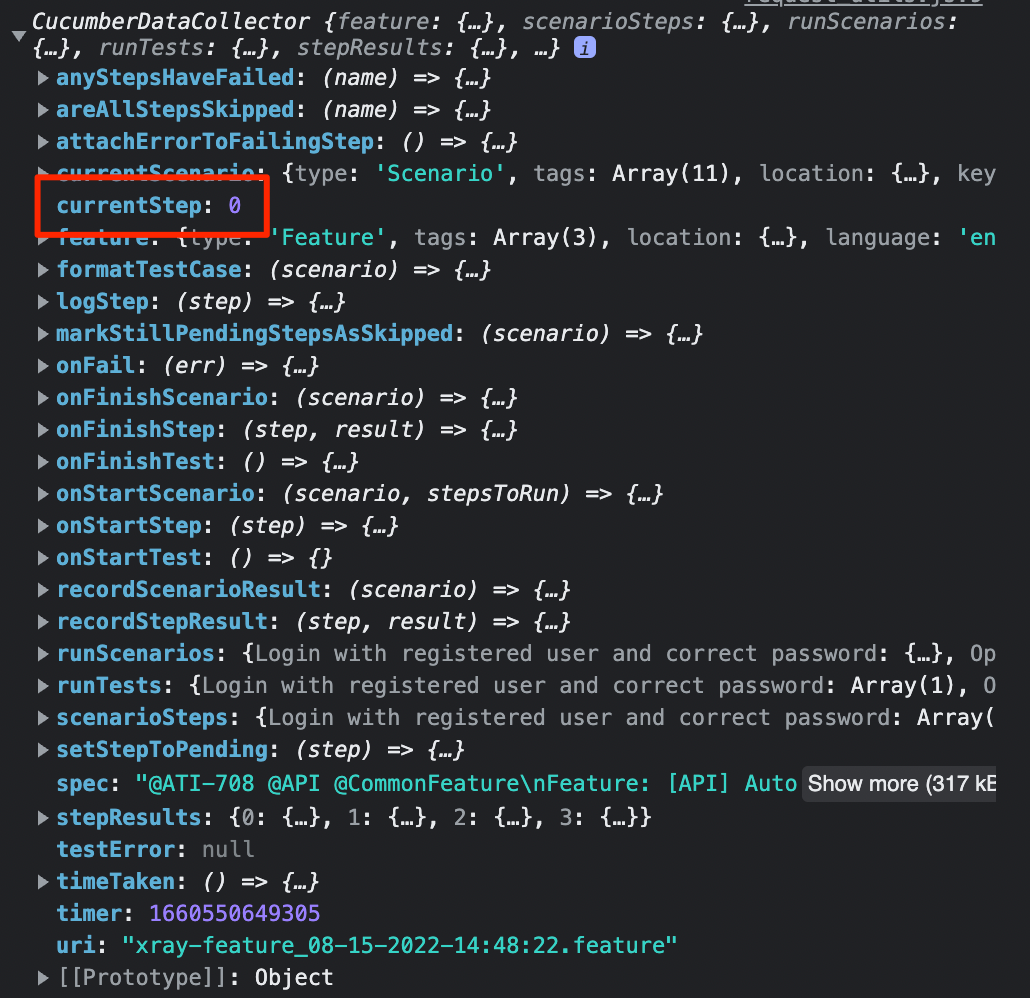 CucumberDataCollector {feature: {…}, scenarioSteps: {…}, runScenarios:
{…}, runTests: {…}, stepResults: {…}, …} i
anyStepsHaveFailed: (name) => {…}
areAllStepsSkipped: (name) => {…}
attachErrorToFailingStep: () => {…}
currentScenario: {type: 'Scenario', tags: Array(11), location: {…}, key
currentStep: 0
feature: {type: 'Feature', tags: Array(3), location: {…}, language: 'en
formatTestCase: (scenario) => {…}
logStep: (step) => {…}
markStillPendingStepsAsSkipped: (scenario) => {…}
onFail: (err) => {…}
onFinishScenario: (scenario) => {…}
onFinishStep: (step, result) => {…}
onFinishTest: () => {…}
onStartScenario: (scenario, stepsToRun) => {…}
onStartStep: (step) => {…}
onStartTest: () => {}
recordScenarioResult: (scenario) => {…}
recordStepResult: (step, result) => {…}
runScenarios: {Login with registered user and correct password: {…}, Op
runTests: {Login with registered user and correct password: Array(1), O
scenarioSteps: {Login with registered user and correct password: Array(
setStepToPending: (step) => {…}
spec: "@ATI-708 @API @CommonFeature\nFeature: [API] Auto Show more (317 kB
stepResults: {0: {…}, 1: {…}, 2: {…}, 3: {…}}
testError: null
timeTaken: () => {…}
timer: 1660550649305
uri: "xray-feature_08-15-2022-14:48:22.feature"
[[Prototype]]: Object